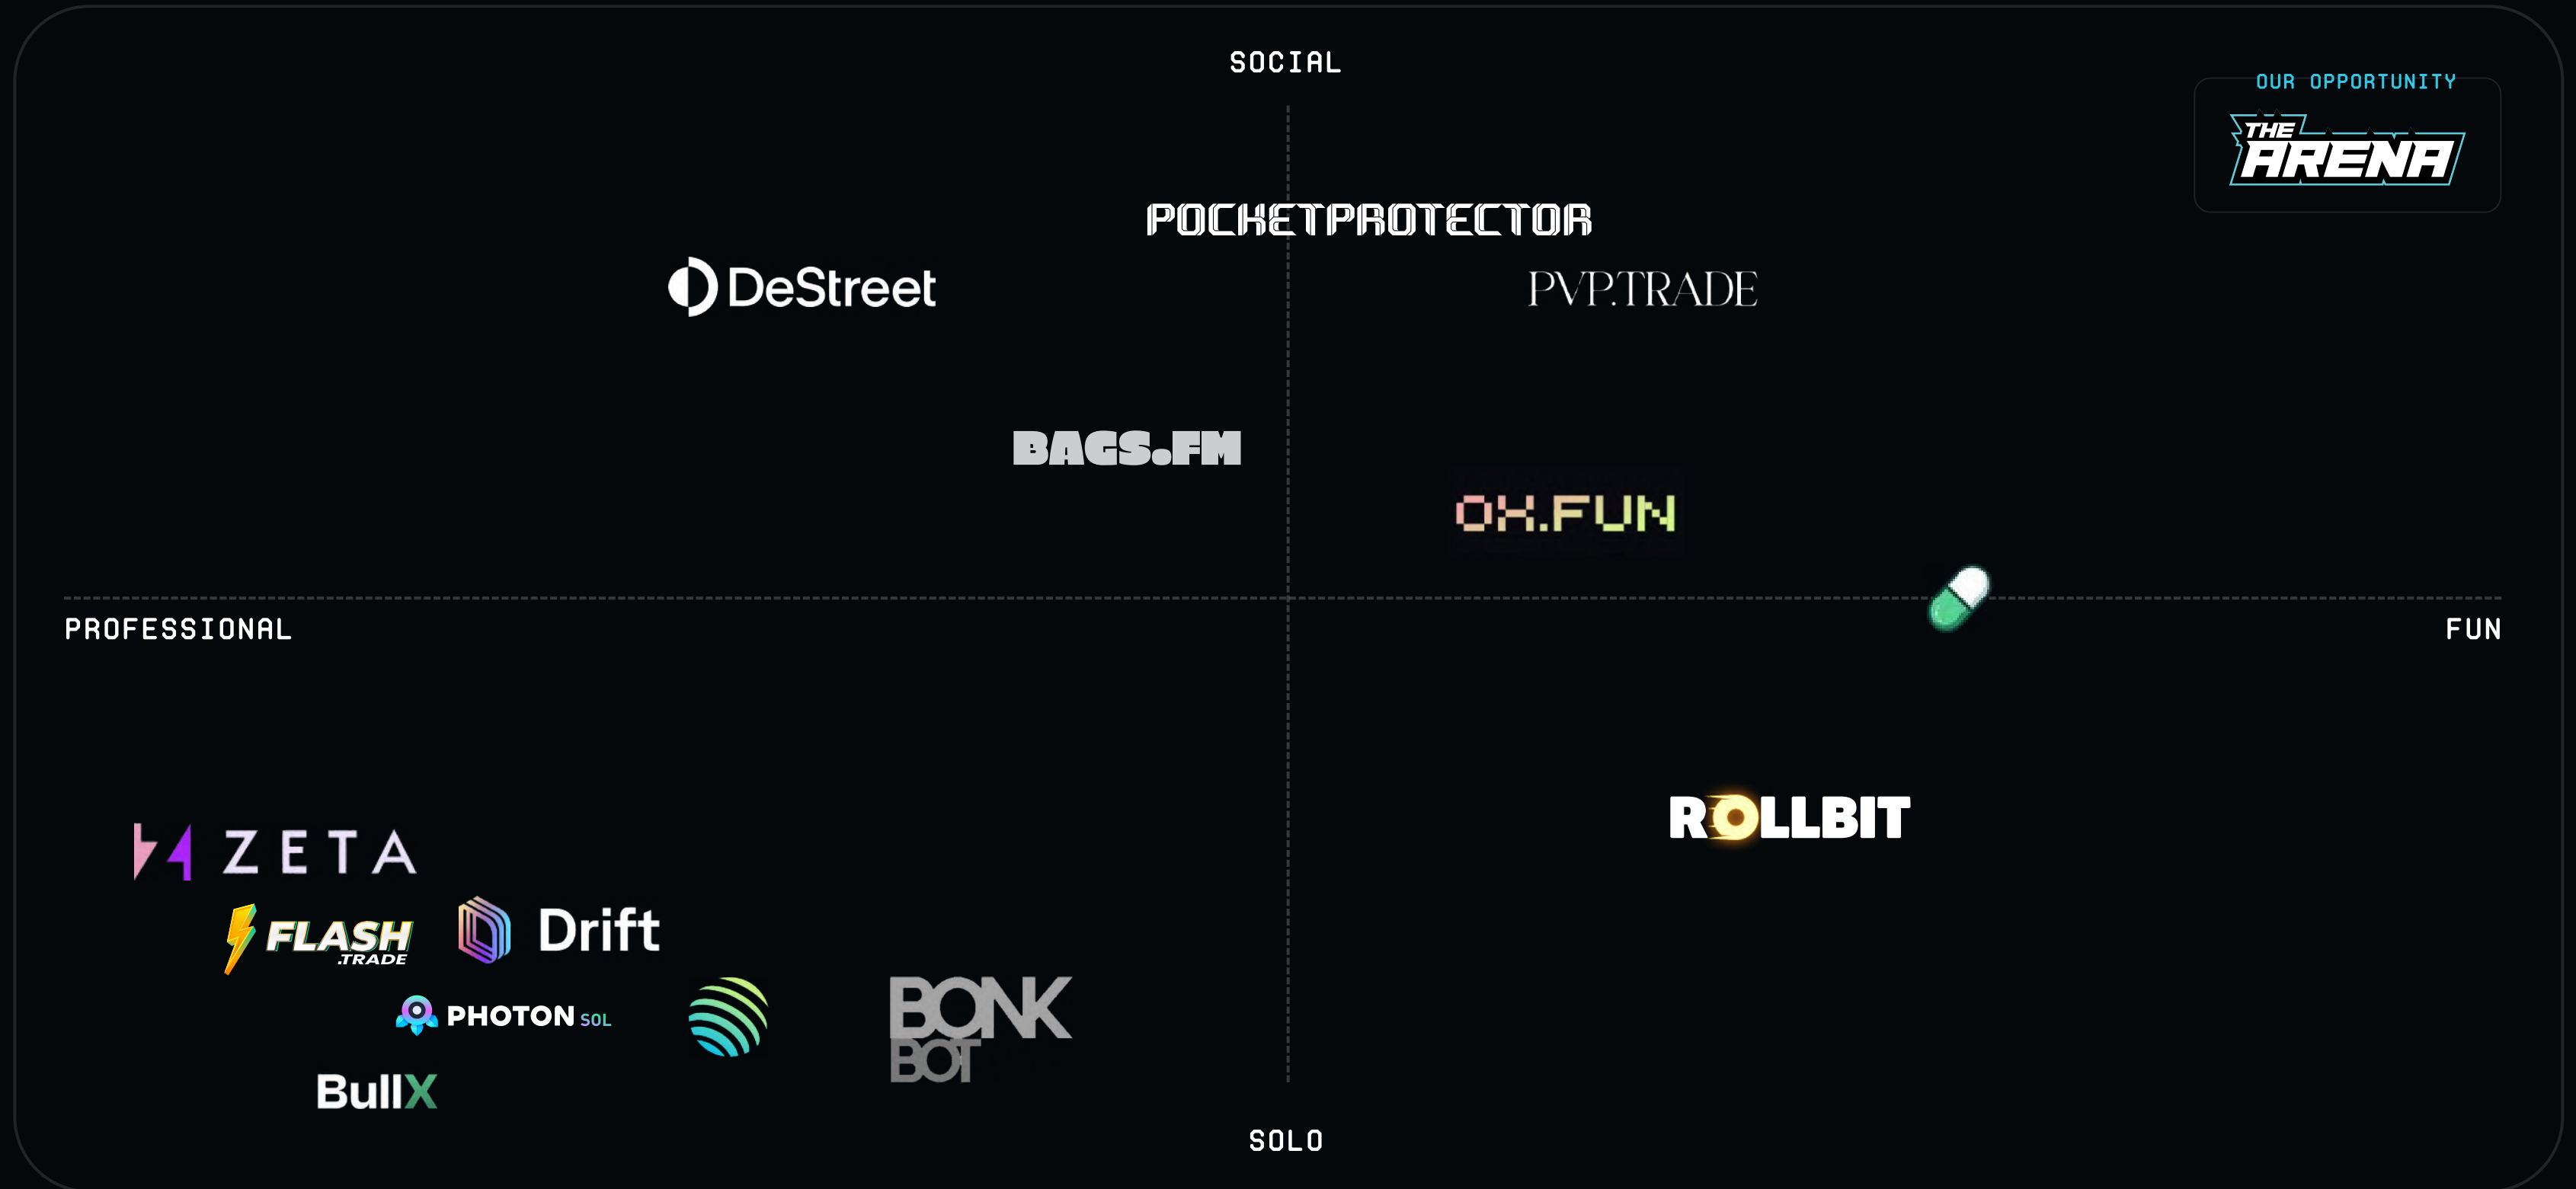 SOCIAL
OUR OPPORTUNITY
THE
ARENA
POCKETPROTECTOR
DeStreet
PVP.TRADE
BAGS.FM
OX.FUN
PROFESSIONAL
FUN
ROLLBIT
ZETA
FLASH
.TRADE
Drift
PHOTON SOL
BONK
BOT
BullX
SOLO